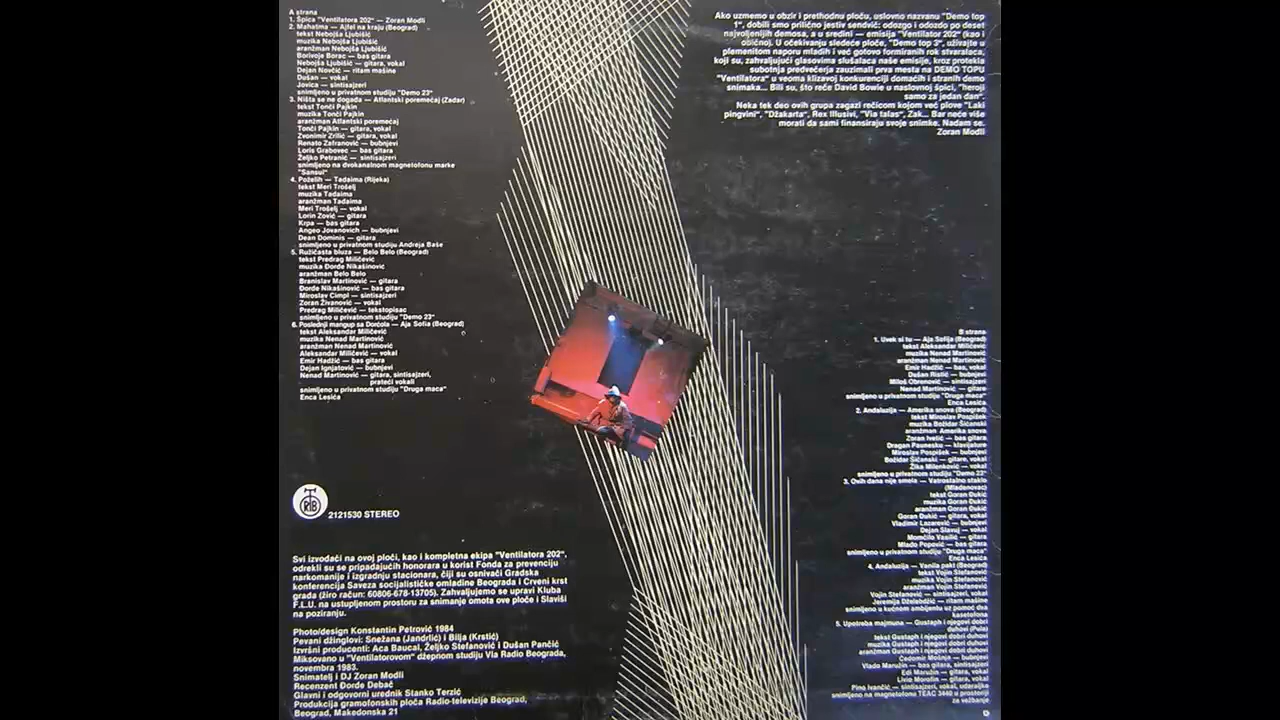 A strana
1. Špica "Ventilatora 202" — Zoran Modli
2. Mahatma — Ajfel na kraju (Beograd)
tekst Nebojša Ljubišić
muzika Nebojša Ljubišić
aranžman Nebojša Ljubišić
Borivoje Borac — bas gitara
Nebojša Ljubišić — gitara, vokal
Dejan Novčić — ritam mašine
Dušan — vokal
Jovica — sintisajzeri
snimljeno u privatnom studiju "Demo 23"
3. Ništa se ne događa — Atlantski poremećaj (Zadar)
tekst Tonči Pajkin
muzika Tonči Pajkin
aranžman Atlantski poremećaj
Tonči Pajkin — gitara, vokal
Zvonimir Zrilić — gitara, vokal
Renato Zafranović — bubnjevi
Loris Grabovec — bas gitara
Željko Petranić — sintisajzeri
snimljeno na dvokanalnom magnetofonu marke
"Sansui"
4. Poželih — Tadaima (Rijeka)
tekst Meri Trošelj
muzika Tadaima
aranžman Tadaima
Meri Trošelj — vokal
Lorin Zović — gitara
Krpa — bas gitara
Angeo Jovanovich — bubnjevi
Dean Dominis — gitara
snimljeno u privatnom studiju Andreja Baše
5. Ružičasta bluza — Belo Belo (Beograd)
tekst Predrag Milićević
muzika Đorđe Nikašinović
aranžman Belo Belo
Branislav Martinović — gitara
Đorđe Nikašinović — bas gitara
Miroslav Cimpl — sintisajzeri
Zoran Živanović — vokal
Predrag Milićević — tekstopisac
snimljeno u privatnom studiju "Demo 23"
6. Poslednji mangup sa Dorćola — Aja Sofia (Beograd)
tekst Aleksandar Miličević
muzika Nenad Martinović
aranžman Nenad Martinović
Aleksandar Miličević — vokal
Emir Hadžić — bas gitara
Dejan Ignjatović — bubnjevi
Nenad Martinović — gitara, sintisajzeri,
prateći vokali
snimljeno u privatnom studiju "Druga maca"
Enca Lesića
RTB
2121530 STEREO
Svi izvođači na ovoj ploči, kao i kompletna ekipa "Ventilatora 202",
odrekli su se pripadajućih honorara u korist Fonda za prevenciju
narkomanije i izgradnju stacionara, čiji su osnivači Gradska
konferencija Saveza socijalističke omladine Beograda i Crveni krst
grada (žiro račun: 60806-678-13705). Zahvaljujemo se upravi Kluba
F.L.U. na ustupljenom prostoru za snimanje omota ove ploče i Slaviši
na poziranju.
Photo/design Konstantin Petrović 1984
Pevani džinglovi: Snežana (Jandrlić) i Bilja (Krstić)
Izvršni producenti: Aca Baucal, Željko Stefanović i Dušan Pančić
Miksovano u "Ventilatorovom" džepnom studiju Via Radio Beograda,
novembra 1983.
Snimatelj i DJ Zoran Modli
Recenzent Đorđe Debač
Glavni i odgovorni urednik Stanko Terzić
Produkcija gramofonskih ploča Radio-televizije Beograd,
Beograd, Makedonska 21
Ako uzmemo u obzir i prethodnu ploču, uslovno nazvanu "Demo top
1", dobili smo prilično jestiv sendvič: odozgo i odozdo po deset
najvoljenijih demosa, a u sredini — emisija "Ventilator 202" (kao i
obično). U očekivanju sledeće ploče, "Demo top 3", uživajte u
plemenitom naporu mladih i već gotovo formiranih rok stvaralaca,
koji su, zahvaljujući glasovima slušalaca naše emisije, kroz protekla
subotnja predvečerja zauzimali prva mesta na DEMO TOPU
"Ventilatora" u veoma klizavoj konkurenciji domaćih i stranih demo
snimaka... Bili su, što reče David Bowie u naslovnoj špici, "heroji
samo za jedan dan".
Neka tek deo ovih grupa zagazi rečicom kojom već plove "Laki
pingvini", "Džakarta", Rex Illusivi, "Via talas", Zak... Bar neće više
morati da sami finansiraju svoje snimke. Nadam se.
Zoran Modli
B strana
1. Uvek si tu — Aja Sofija (Beograd)
tekst Aleksandar Miličević
muzika Nenad Martinović
aranžman Nenad Martinović
Emir Hadžić — bas, vokal
Dušan Ristić — bubnjevi
Miloš Obrenović — sintisajzeri
Nenad Martinović — gitare
snimljeno u privatnom studiju "Druga maca"
Enca Lesića
2. Andaluzija — Amerika snova (Beograd)
tekst Miroslav Pospišek
muzika Božidar Šićanski
aranžman Amerika snova
Zoran Ivelić — bas gitara
Dragan Paunesku — klavijature
Miroslav Pospišek — bubnjevi
Božidar Šićanski — gitare, vokal
Žika Milenković — vokal
snimljeno u privatnom studiju "Demo 23"
3. Ovih dana nije smela — Vatrostalno staklo
(Mladenovac)
tekst Goran Đukić
muzika Goran Đukić
aranžman Goran Đukić
Goran Đukić — gitara, vokal
Vladimir Lazarević — bubnjevi
Dejan Slavuj — vokal
Momčilo Vasilić — gitara
Mlado Popović — bas gitara
snimljeno u privatnom studiju "Druga maca"
Enca Lesića
4. Andaluzija — Vanila pakt (Beograd)
tekst Vojin Stefanović
muzika Vojin Stefanović
aranžman Vojin Stefanović
Vojin Stefanović — sintisajzeri, vokal
Jeremija Dželebdžić — ritam mašine
snimljeno u kućnom ambijentu uz pomoć dva
kasetofona
5. Upotreba majmuna — Gustaph i njegovi dobri
duhovi (Pula)
tekst Gustaph i njegovi dobri duhovi
muzika Gustaph i njegovi dobri duhovi
aranžman Gustaph i njegovi dobri duhovi
Čedomir Mošnja — bubnjevi
Vlado Maružin — bas gitara, sintisajzeri
Edi Maružin — gitara, vokal
Livio Morosin — gitara, vokal
Pino Ivančić — sintisajzeri, vokal, udaraljke
snimljeno na magnetofonu TEAC 3440 u prostoriji
za vežbanje